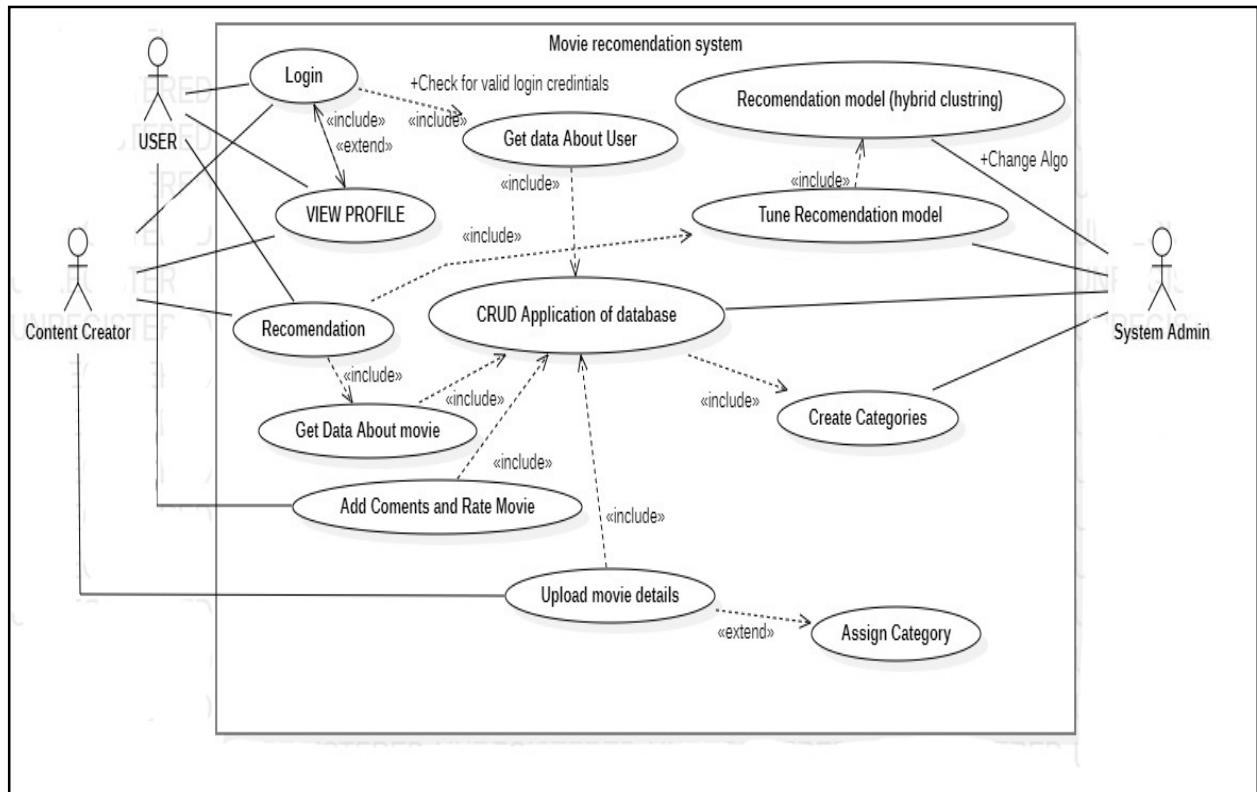 Movie recomendation system
Login
+Check for valid login credintials
«include»
«include»
«extend»
Get data About User
Recomendation model (hybrid clustring)
+Change Algo
USER
«include»
«include»
VIEW PROFILE
Tune Recomendation model
«include»
Content Creator
Recomendation
CRUD Application of database
System Admin
«include»
«include»
«include»
Get Data About movie
Create Categories
«include»
Add Coments and Rate Movie
«include»
Upload movie details
«extend»
Assign Category